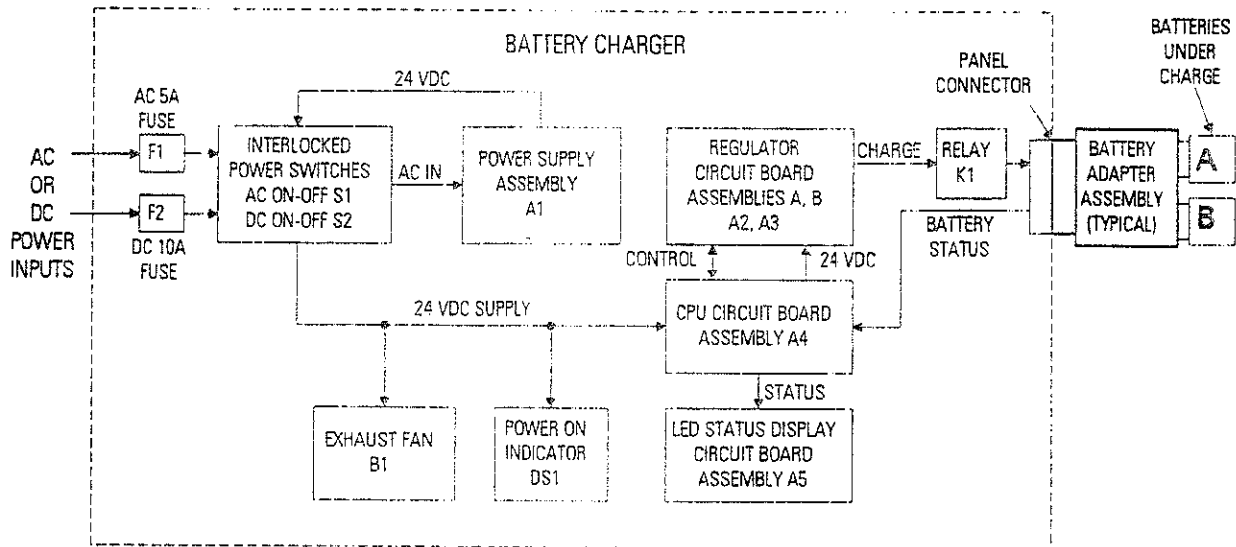 BATTERY CHARGER
BATTERIES
UNDER
CHARGE
PANEL
CONNECTOR
24 VDC
AC 5A
FUSE
F1
AC
OR
DC
POWER
INPUTS
F2
DC 10A
FUSE
INTERLOCKED
POWER SWITCHES
AC ON-OFF S1
DC ON-OFF S2
AC IN
POWER SUPPLY
ASSEMBLY
A1
REGULATOR
CIRCUIT BOARD
ASSEMBLIES A, B
A2, A3
CHARGE
RELAY
K1
BATTERY
ADAPTER
ASSEMBLY
(TYPICAL)
A
B
BATTERY
STATUS
CONTROL
24 VDC
24 VDC SUPPLY
CPU CIRCUIT BOARD
ASSEMBLY A4
STATUS
EXHAUST FAN
B1
POWER ON
INDICATOR
DS1
LED STATUS DISPLAY
CIRCUIT BOARD
ASSEMBLY A5